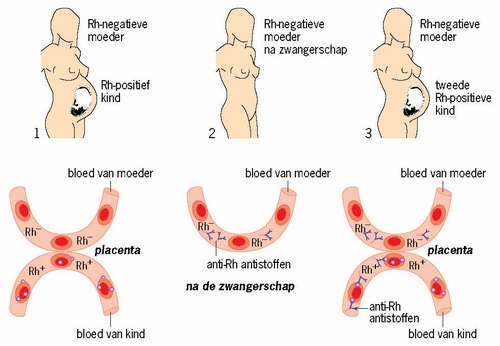 Rh-negatieve
moeder
Rh-positief
kind
1
Rh-negatieve
moeder
na zwangerschap
2
Rh-negatieve
moeder
tweede
Rh-positieve
kind
3
bloed van moeder
Rh⁻
Rh⁻
placenta
Rh⁺
Rh⁺
bloed van kind
bloed van moeder
Rh⁻
Rh⁻
anti-Rh antistoffen
na de zwangerschap
bloed van moeder
Rh⁻
Rh⁻
placenta
Rh⁺
Rh⁺
anti-Rh
antistoffen
bloed van kind